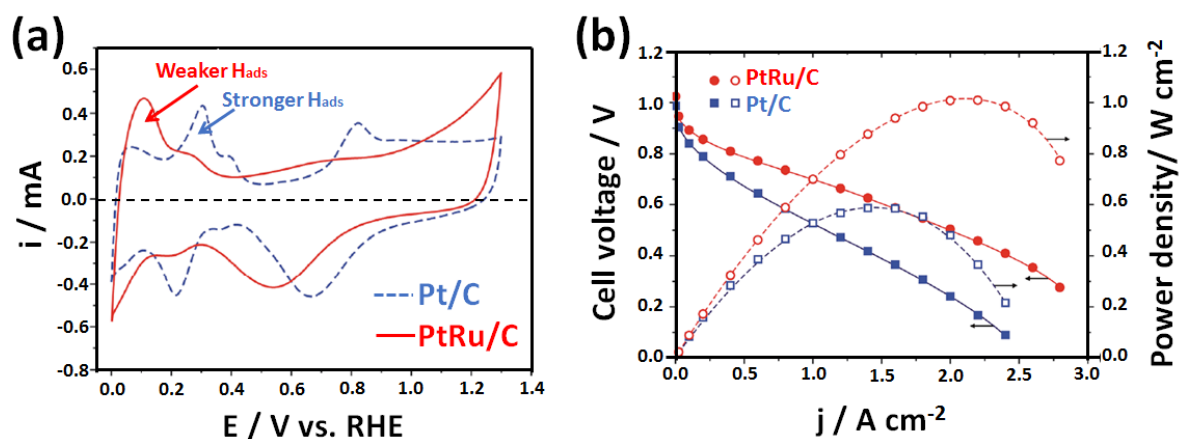 (a)
i / mA
0.6
0.4
0.2
0.0
-0.2
-0.4
-0.6
-0.8
Weaker Hads
Stronger Hads
Pt/C
PtRu/C
0.0 0.2 0.4 0.6 0.8 1.0 1.2 1.4
E / V vs. RHE
(b)
Cell voltage / V
1.2
1.0
0.8
0.6
0.4
0.2
0.0
PtRu/C
Pt/C
1.2
1.0
0.8
0.6
0.4
0.2
0.0
Power density/ W cm-2
0.0 0.5 1.0 1.5 2.0 2.5 3.0
j / A cm-2